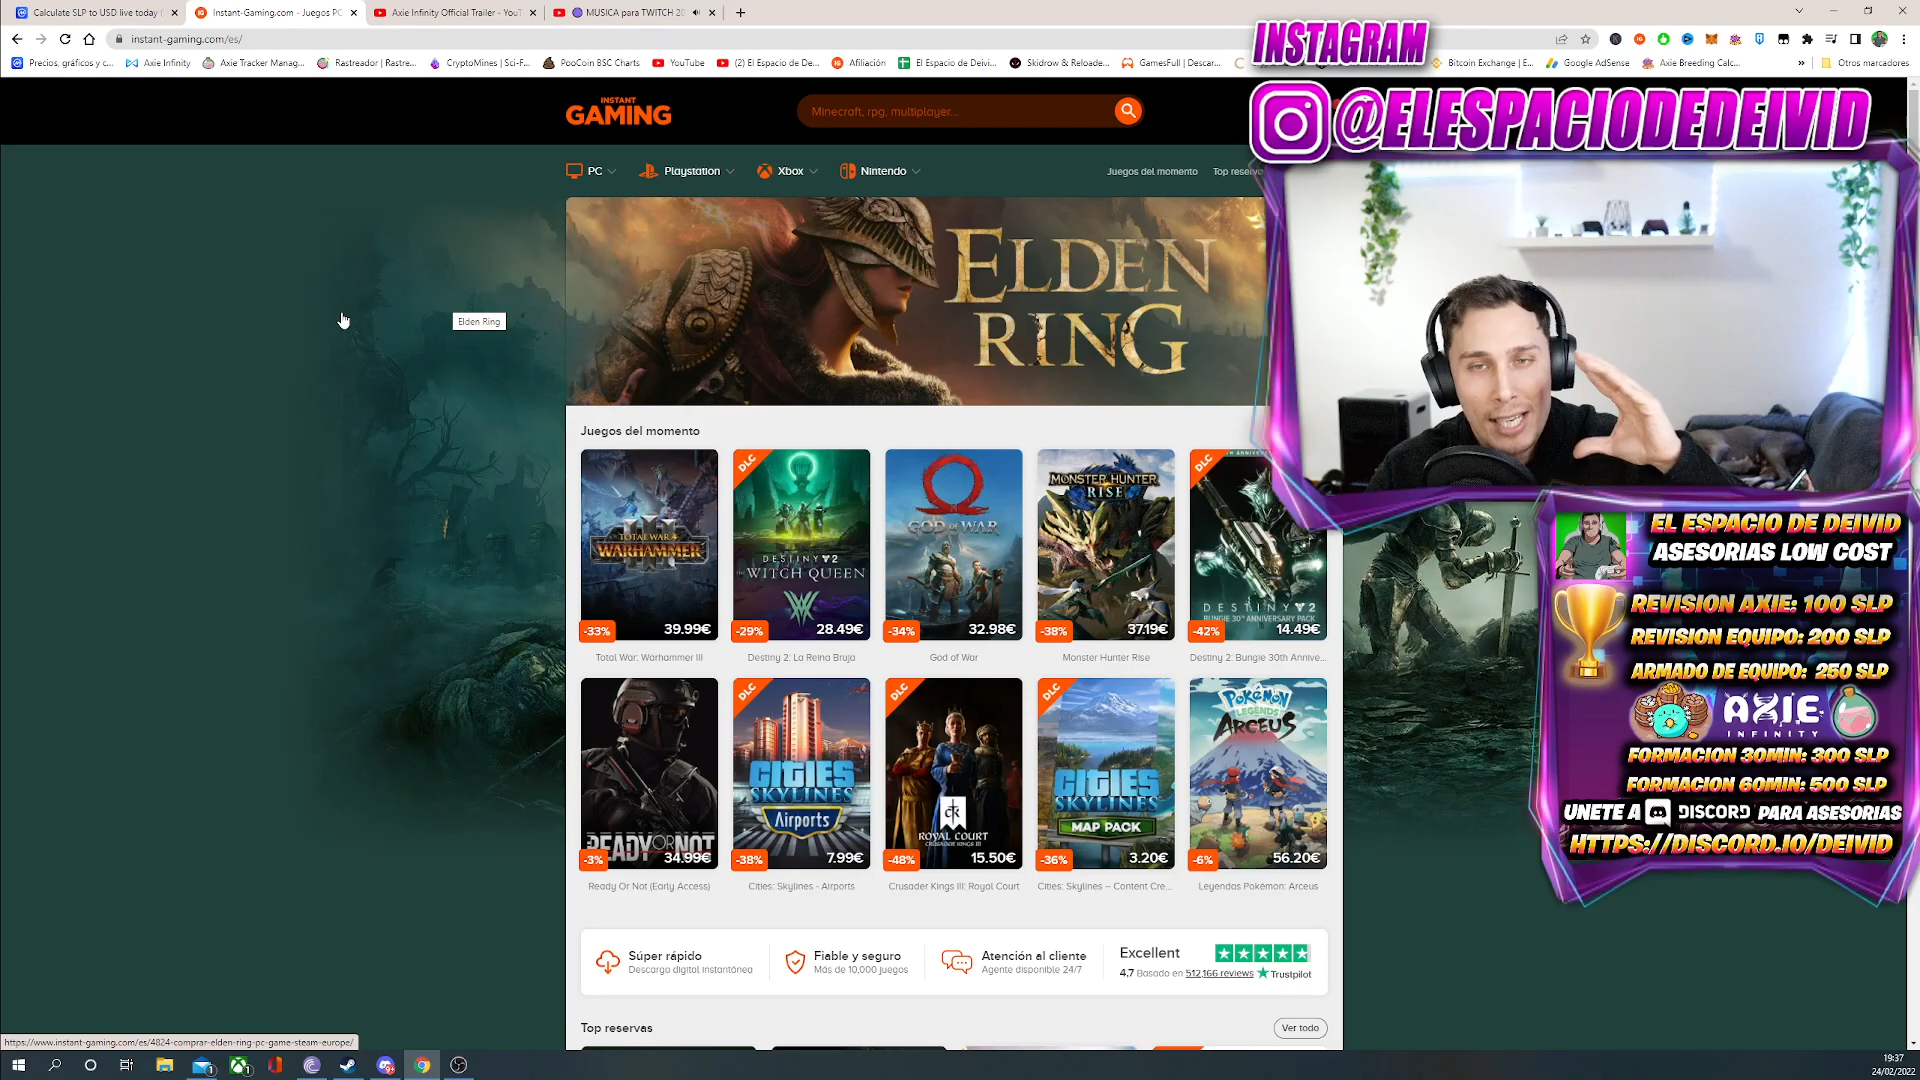 Calculate SLP to USD live today (
Instant-Gaming.com - Juegos PC
Axie Infinity Official Trailer - YouT
MUSICA para TWITCH 20
instant-gaming.com/es/
Precios, gráficos y c...
Axie Infinity
Axie Tracker Manag...
Rastreador | Rastre...
CryptoMines | Sci-F...
PooCoin BSC Charts
YouTube
(2) El Espacio de De...
Afiliación
El Espacio de Deivi...
Skidrow & Reloade...
GamesFull | Descar...
Bitcoin Exchange | E...
Google AdSense
Axie Breeding Calc...
Otros marcadores
INSTAGRAM
@ELESPACIODEDEIVID
INSTANT
GAMING
Minecraft, rpg, multiplayer...
PC
Playstation
Xbox
Nintendo
Juegos del momento
Top reserv
ELDEN
RING
Elden Ring
Juegos del momento
TOTAL WAR
WARHAMMER
III
-33%
39.99€
Total War: Warhammer III
DLC
DESTINY 2
WITCH QUEEN
-29%
28.49€
Destiny 2: La Reina Bruja
GOD OF WAR
-34%
32.98€
God of War
MONSTER HUNTER
RISE
-38%
37.19€
Monster Hunter Rise
DLC
DESTINY 2
BUNGIE 30TH ANNIVERSARY PACK
-42%
14.49€
Destiny 2: Bungie 30th Annive...
READY OR NOT
-3%
34.99€
Ready Or Not (Early Access)
DLC
CITIES
SKYLINES
Airports
-38%
7.99€
Cities: Skylines - Airports
DLC
ROYAL COURT
CRUSADER KINGS III
-48%
15.50€
Crusader Kings III: Royal Court
DLC
CITIES
SKYLINES
MAP PACK
-36%
3.20€
Cities: Skylines – Content Cre...
POKÉMON
LEGENDS
ARCEUS
-6%
56.20€
Leyendas Pokémon: Arceus
Súper rápido
Descarga digital instantónea
Fiable y seguro
Más de 10,000 juegos
Atención al cliente
Agente disponible 24/7
Excellent
4,7 Basado en 512,166 reviews
Trustpilot
Top reservas
Ver todo
EL ESPACIO DE DEIVID
ASESORIAS LOW COST
REVISION AXIE: 100 SLP
REVISION EQUIPO: 200 SLP
ARMADO DE EQUIPO: 250 SLP
AXIE
INFINITY
FORMACION 30MIN: 300 SLP
FORMACION 60MIN: 500 SLP
UNETE A DISCORD PARA ASESORIAS
HTTPS://DISCORD.IO/DEIVID
https://www.instant-gaming.com/es/4824-comprar-elden-ring-pc-game-steam-europe/
19:37
24/02/2022